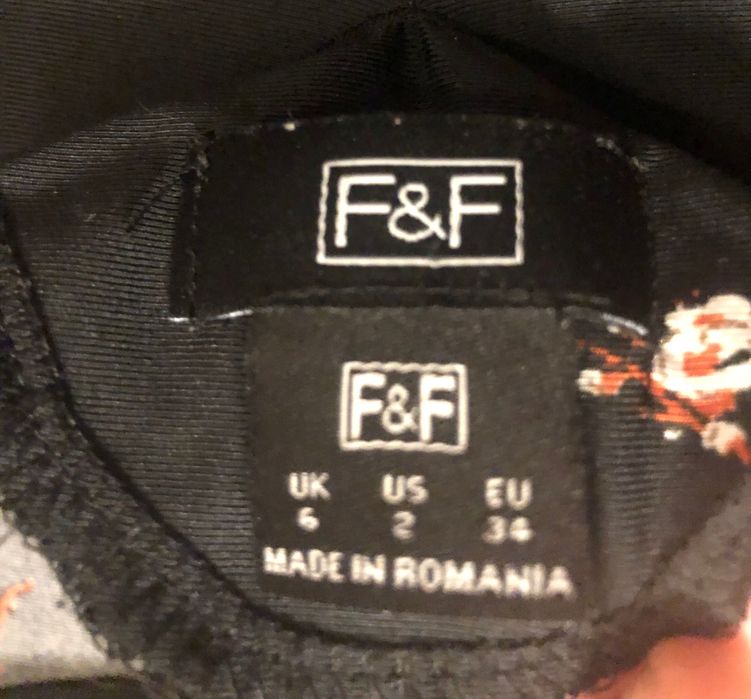 F&F
F&F
UK US EU
6 2 34
MADE IN ROMANIA